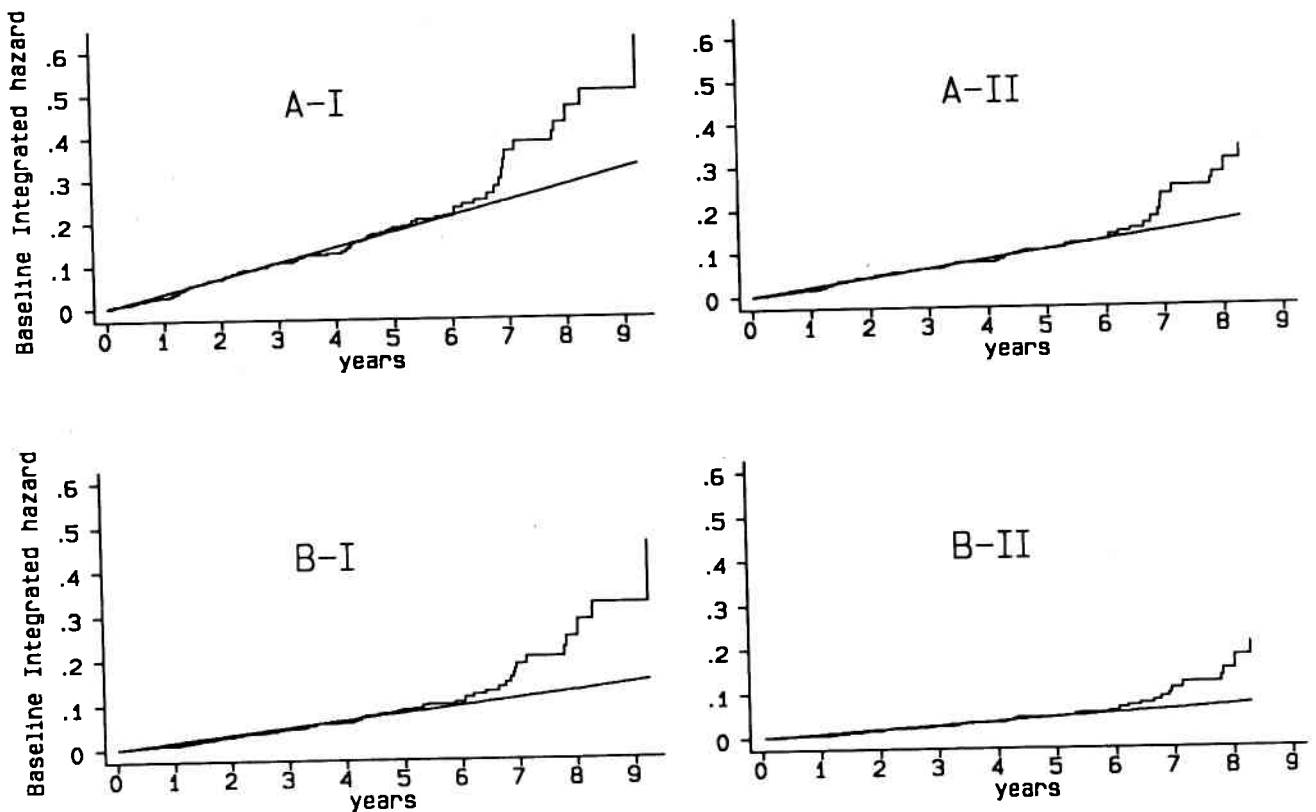 Baseline Integrated hazard
.6
.5
.4
.3
.2
.1
0
A-I
0 1 2 3 4 5 6 7 8 9
years
.6
.5
.4
.3
.2
.1
0
A-II
0 1 2 3 4 5 6 7 8 9
years
Baseline Integrated hazard
.6
.5
.4
.3
.2
.1
0
B-I
0 1 2 3 4 5 6 7 8 9
years
.6
.5
.4
.3
.2
.1
0
B-II
0 1 2 3 4 5 6 7 8 9
years